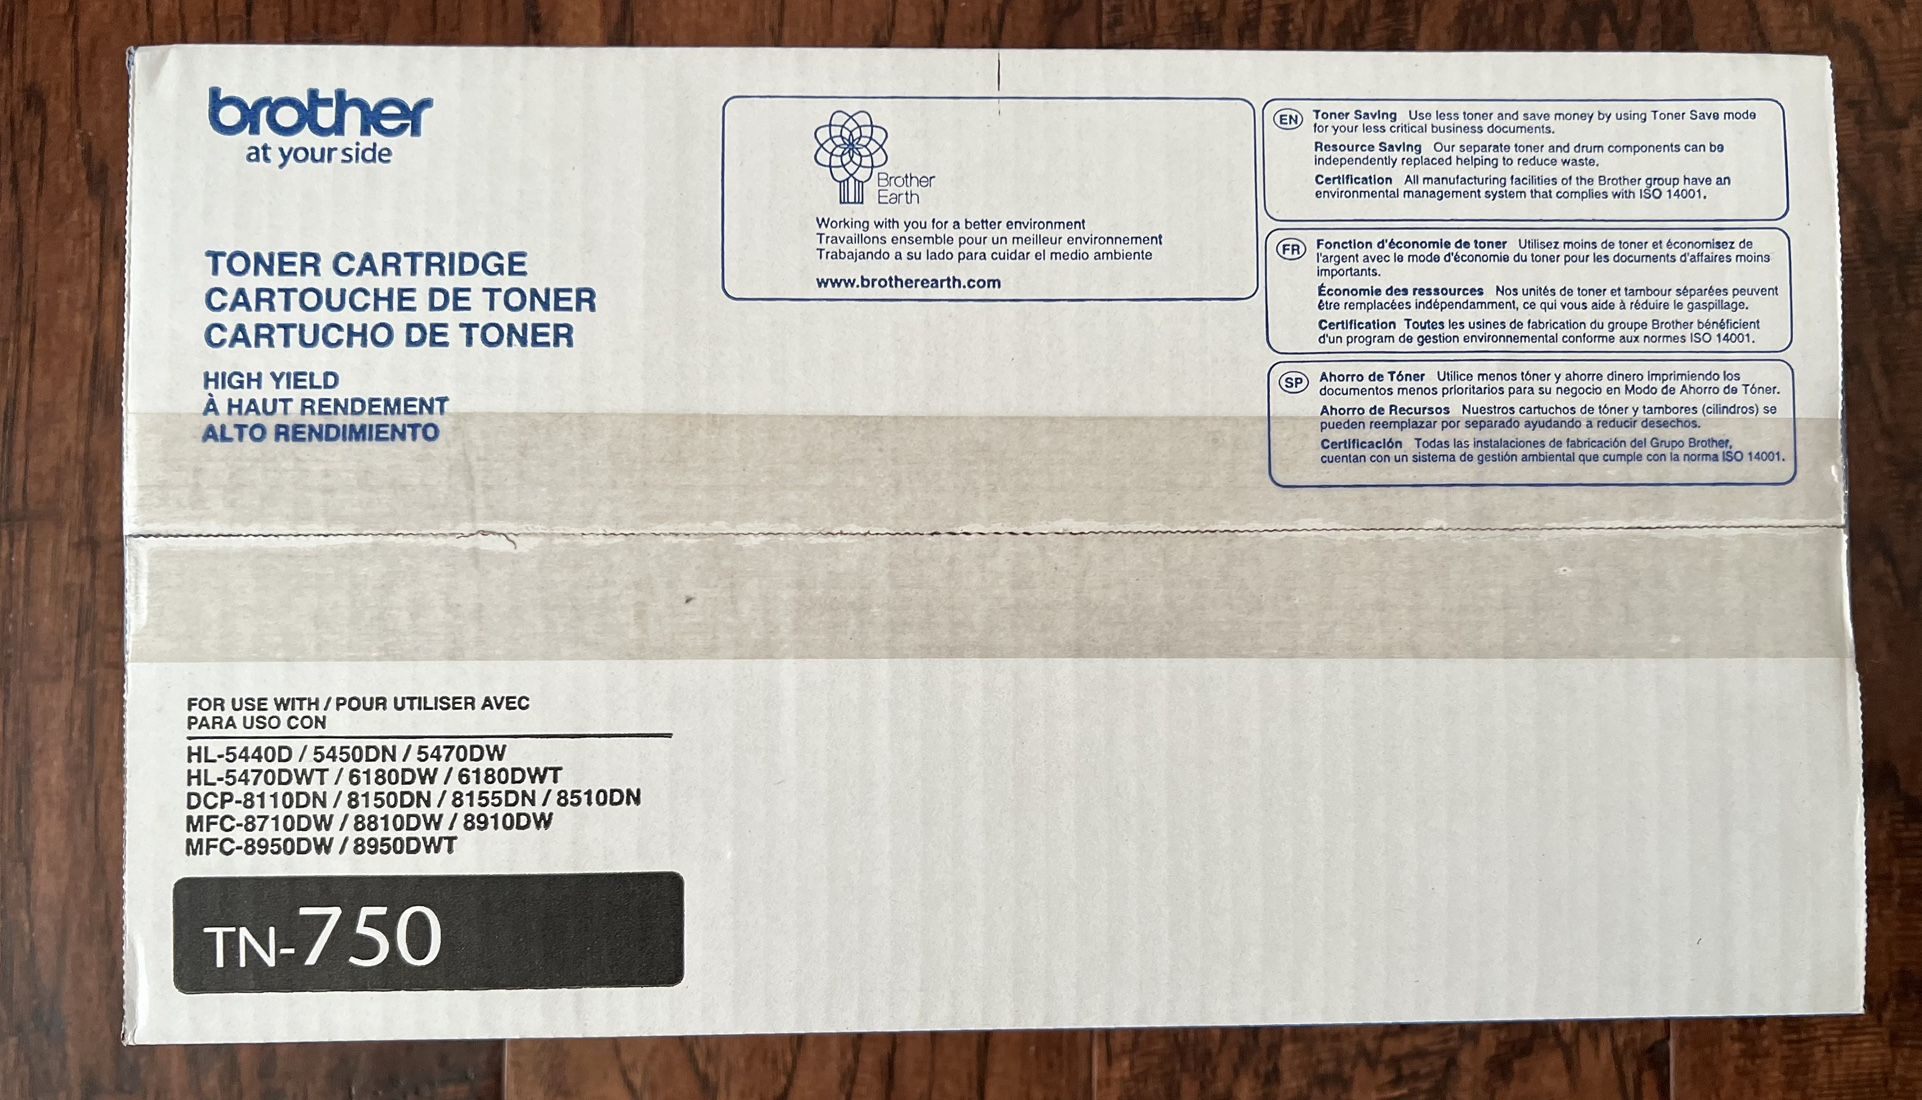 brother
at your side
TONER CARTRIDGE
CARTOUCHE DE TONER
CARTUCHO DE TONER
HIGH YIELD
À HAUT RENDEMENT
ALTO RENDIMIENTO
Brother
Earth
Working with you for a better environment
Travaillons ensemble pour un meilleur environnement
Trabajando a su lado para cuidar el medio ambiente
www.brotherearth.com
EN Toner Saving Use less toner and save money by using Toner Save mode
for your less critical business documents.
Resource Saving Our separate toner and drum components can be
independently replaced helping to reduce waste.
Certification All manufacturing facilities of the Brother group have an
environmental management system that complies with ISO 14001.
FR Fonction d'économie de toner Utilisez moins de toner et économisez de
l'argent avec le mode d'économie du toner pour les documents d'affaires moins
importants.
Économie des ressources Nos unités de toner et tambour séparées peuvent
être remplacées indépendamment, ce qui vous aide à réduire le gaspillage.
Certification Toutes les usines de fabrication du groupe Brother bénéficient
d'un program de gestion environnemental conforme aux normes ISO 14001.
SP Ahorro de Tóner Utilice menos tóner y ahorre dinero imprimiendo los
documentos menos prioritarios para su negocio en Modo de Ahorro de Tóner.
Ahorro de Recursos Nuestros cartuchos de tóner y tambores (cilindros) se
pueden reemplazar por separado ayudando a reducir desechos.
Certificación Todas las instalaciones de fabricación del Grupo Brother,
cuentan con un sistema de gestión ambiental que cumple con la norma ISO 14001.
FOR USE WITH / POUR UTILISER AVEC
PARA USO CON
HL-5440D / 5450DN / 5470DW
HL-5470DWT / 6180DW / 6180DWT
DCP-8110DN / 8150DN / 8155DN / 8510DN
MFC-8710DW / 8810DW / 8910DW
MFC-8950DW / 8950DWT
TN-750